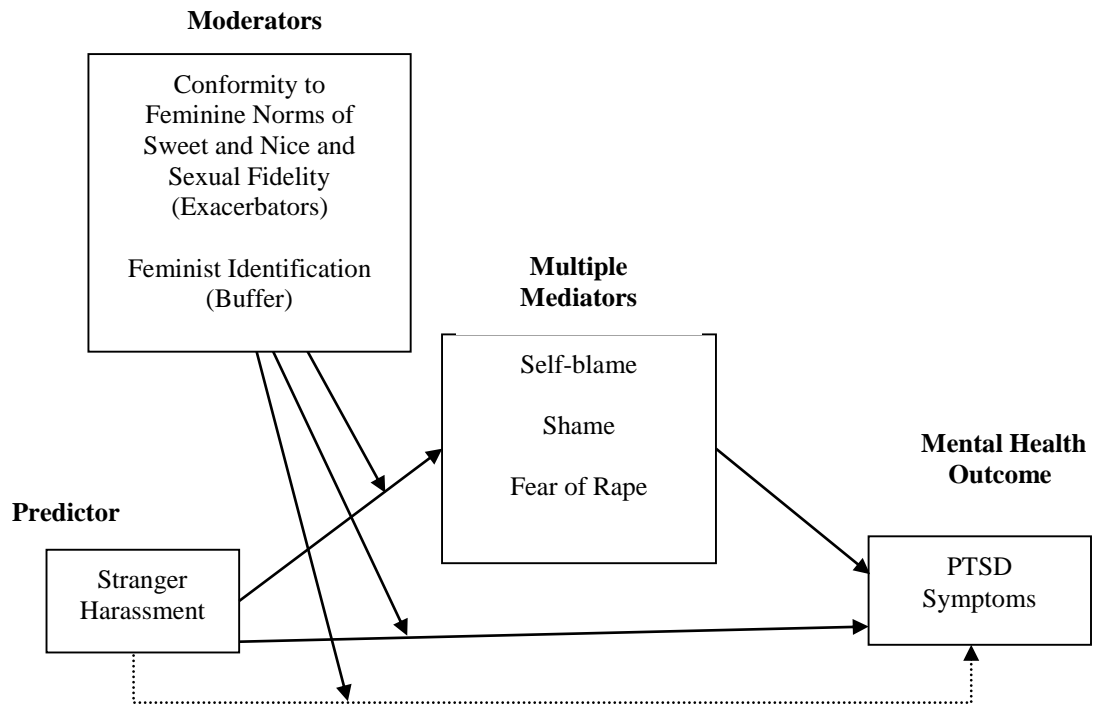 Moderators
Conformity to
Feminine Norms of
Sweet and Nice and
Sexual Fidelity
(Exacerbators)
Feminist Identification
(Buffer)
Multiple
Mediators
Self-blame
Shame
Fear of Rape
Mental Health
Outcome
Predictor
Stranger
Harassment
PTSD
Symptoms